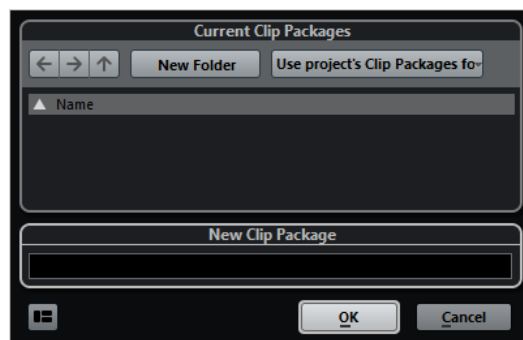 Current Clip Packages
New Folder
Use project's Clip Packages fo
Name
New Clip Package
OK
Cancel